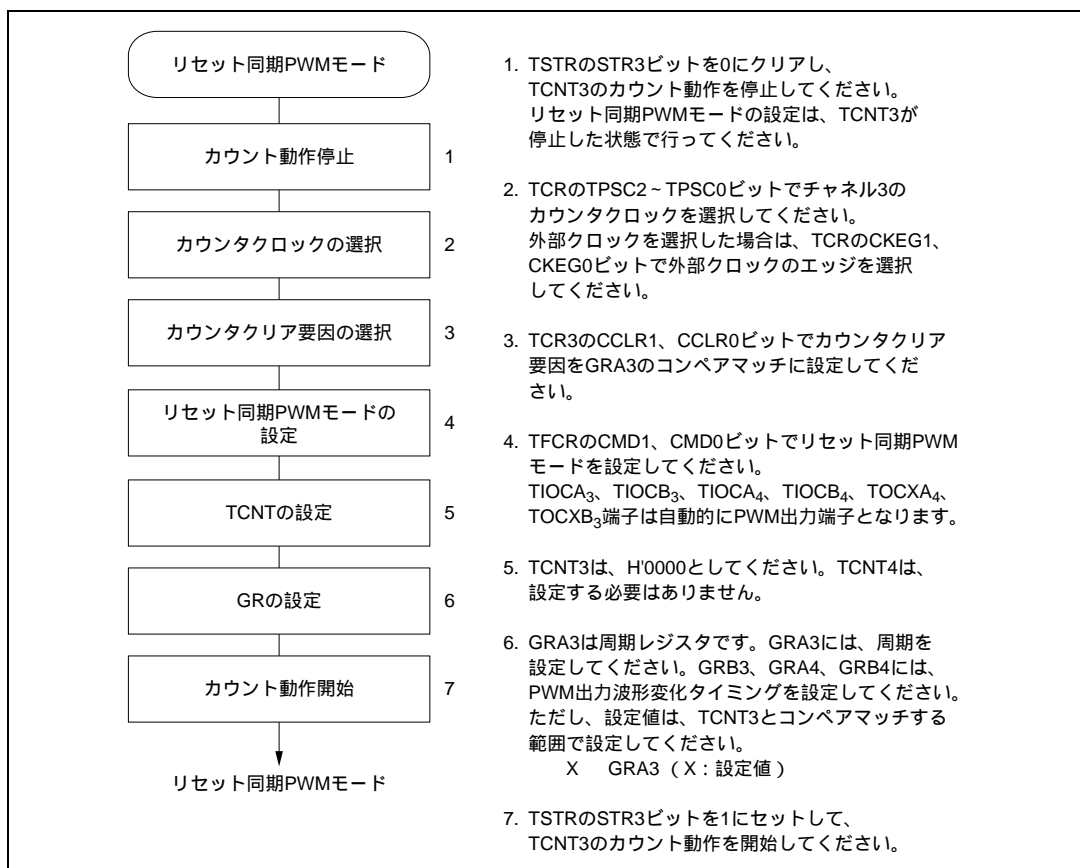 リセット同期PWMモード
カウント動作停止
1
カウンタクロックの選択
2
カウンタクリア要因の選択
3
リセット同期PWMモードの
設定
4
TCNTの設定
5
GRの設定
6
カウント動作開始
7
リセット同期PWMモード
1. TSTRのSTR3ビットを0にクリアし、
TCNT3のカウント動作を停止してください。
リセット同期PWMモードの設定は、TCNT3が
停止した状態で行ってください。
2. TCRのTPSC2~TPSC0ビットでチャネル3の
カウンタクロックを選択してください。
外部クロックを選択した場合は、TCRのCKEG1、
CKEG0ビットで外部クロックのエッジを選択
してください。
3. TCR3のCCLR1、CCLR0ビットでカウンタクリア
要因をGRA3のコンペアマッチに設定してくだ
さい。
4. TFCRのCMD1、CMD0ビットでリセット同期PWM
モードを設定してください。
TIOCA3、TIOCB3、TIOCA4、TIOCB4、TOCXA4、
TOCXB3端子は自動的にPWM出力端子となります。
5. TCNT3は、H'0000としてください。TCNT4は、
設定する必要はありません。
6. GRA3は周期レジスタです。GRA3には、周期を
設定してください。GRB3、GRA4、GRB4には、
PWM出力波形変化タイミングを設定してください。
ただし、設定値は、TCNT3とコンペアマッチする
範囲で設定してください。
X GRA3(X:設定値)
7. TSTRのSTR3ビットを1にセットして、
TCNT3のカウント動作を開始してください。